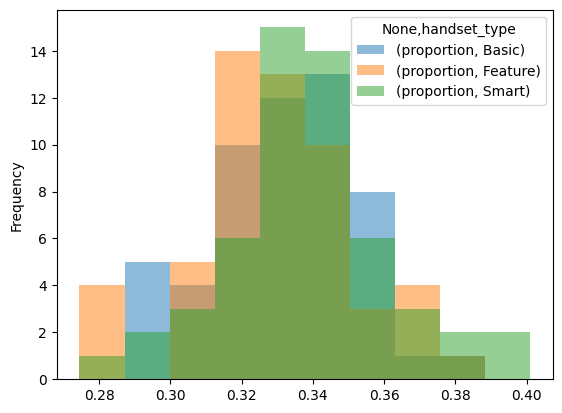 None,handset_type
(proportion, Basic)
(proportion, Feature)
(proportion, Smart)
Frequency
14
12
10
8
6
4
2
0
0.28 0.30 0.32 0.34 0.36 0.38 0.40